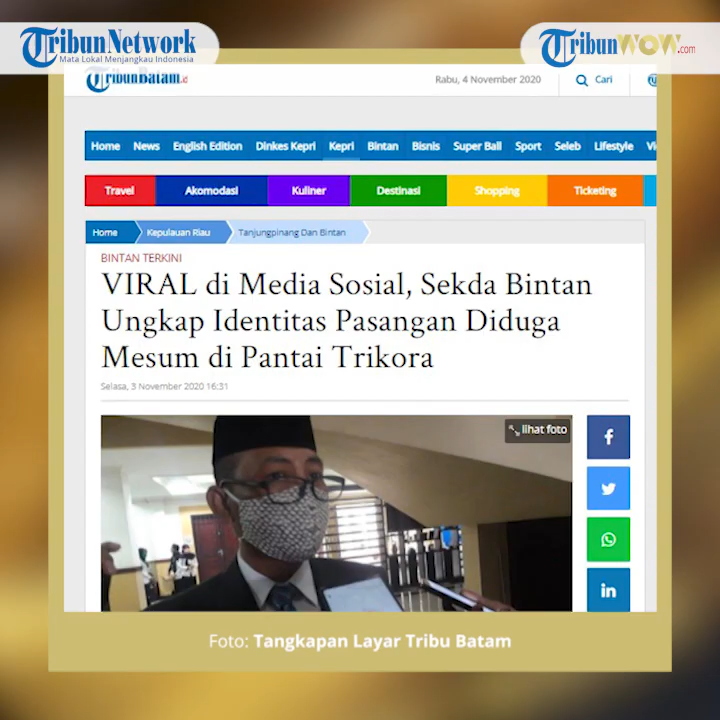 TribunNetwork
Mata Lokal Menjangkau Indonesia
TribunWOW.com
TribunBatam.id
Rabu, 4 November 2020
Cari
Home News English Edition Dinkes Kepri Kepri Bintan Bisnis Super Ball Sport Seleb Lifestyle
Travel Akomodasi Kuliner Destinasi Shopping Ticketing
Home Kepulauan Riau Tanjungpinang Dan Bintan
BINTAN TERKINI
VIRAL di Media Sosial, Sekda Bintan
Ungkap Identitas Pasangan Diduga
Mesum di Pantai Trikora
Selasa, 3 November 2020 16:31
lihat foto
Foto: Tangkapan Layar Tribu Batam